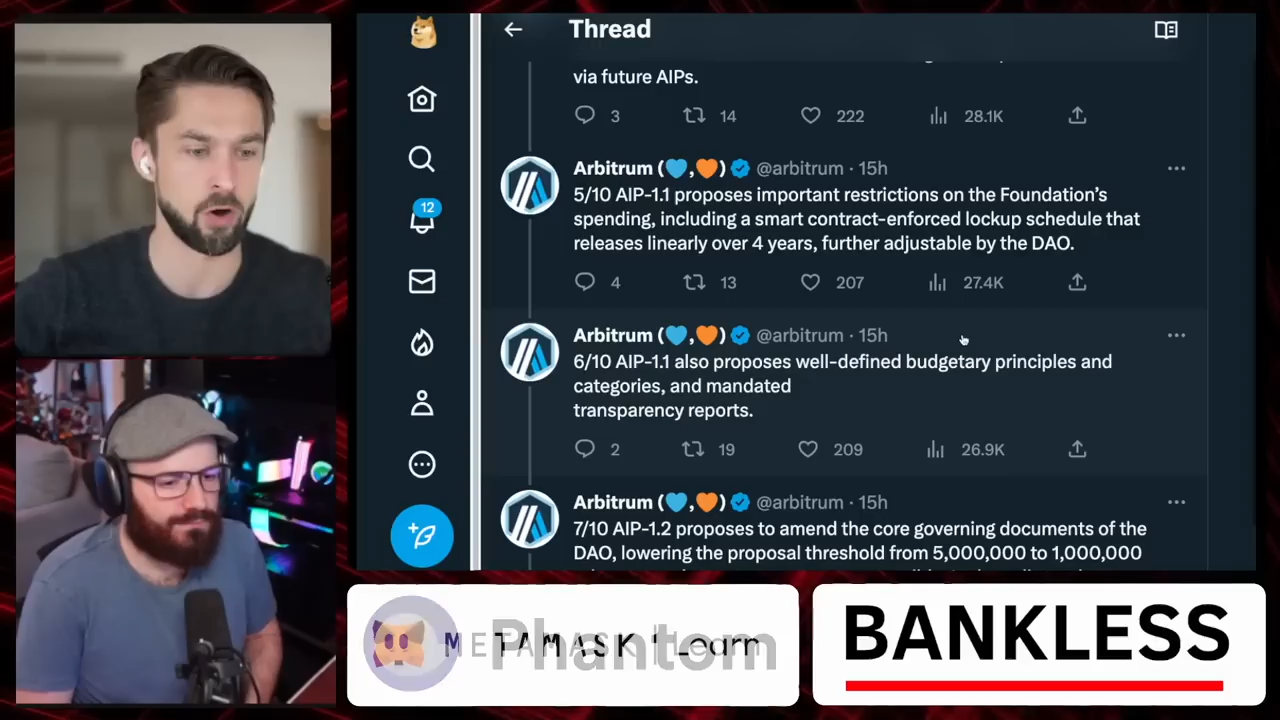 Thread
via future AIPs.
3 14 222 28.1K
Arbitrum (🩵,🧡) @arbitrum · 15h
5/10 AIP-1.1 proposes important restrictions on the Foundation's
spending, including a smart contract-enforced lockup schedule that
releases linearly over 4 years, further adjustable by the DAO.
4 13 207 27.4K
Arbitrum (🩵,🧡) @arbitrum · 15h
6/10 AIP-1.1 also proposes well-defined budgetary principles and
categories, and mandated
transparency reports.
2 19 209 26.9K
Arbitrum (🩵,🧡) @arbitrum · 15h
7/10 AIP-1.2 proposes to amend the core governing documents of the
DAO, lowering the proposal threshold from 5,000,000 to 1,000,000
12
METAMASK Learn
Phantom
BANKLESS